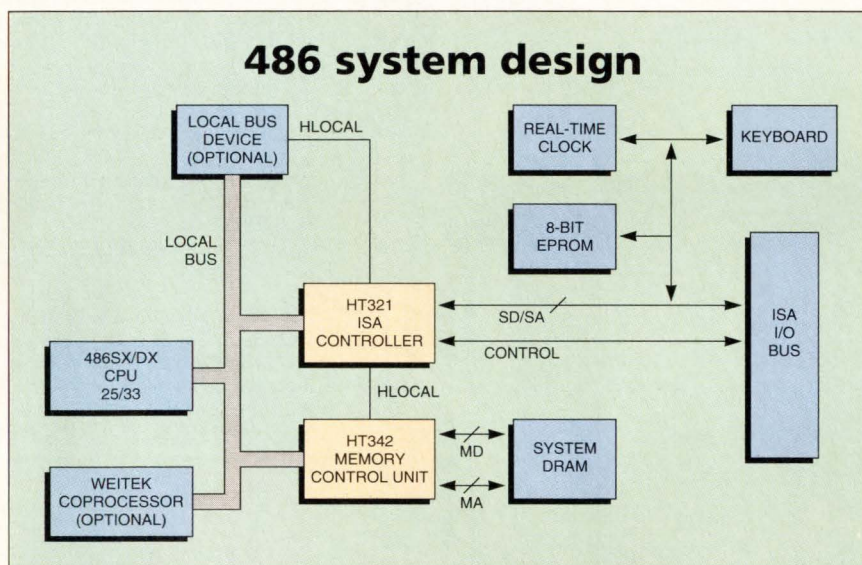 486 system design
LOCAL BUS
DEVICE
(OPTIONAL)
HLOCAL
REAL-TIME
CLOCK
KEYBOARD
8-BIT
EPROM
LOCAL
BUS
HT321
ISA
CONTROLLER
SD/SA
CONTROL
ISA
I/O
BUS
486SX/DX
CPU
25/33
HLOCAL
HT342
MEMORY
CONTROL UNIT
MD
MA
SYSTEM
DRAM
WEITEK
COPROCESSOR
(OPTIONAL)